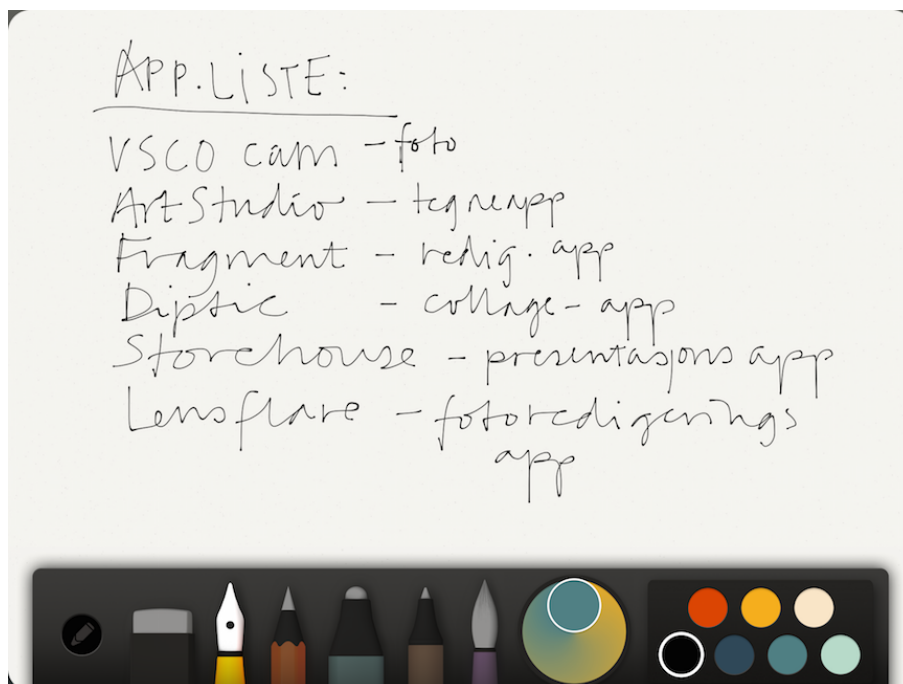 APP.LiSTE:
VSCO cam - foto
ArtStudio - tegneapp
Fragment - redig. app
Diptic - collage-app
Storehouse - presentasjons app
Lensflare - fotoredigerings
app